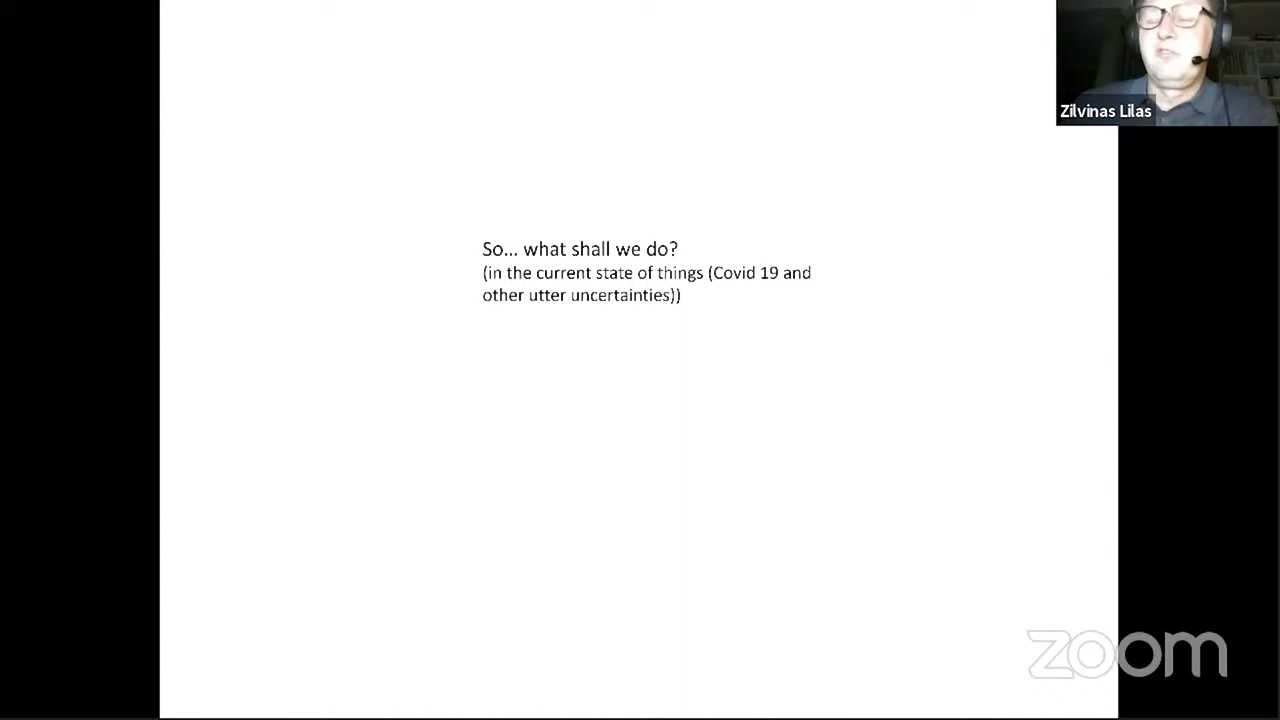 Zilvinas Lilas
So... what shall we do?
(in the current state of things (Covid 19 and
other utter uncertainties))
zoom